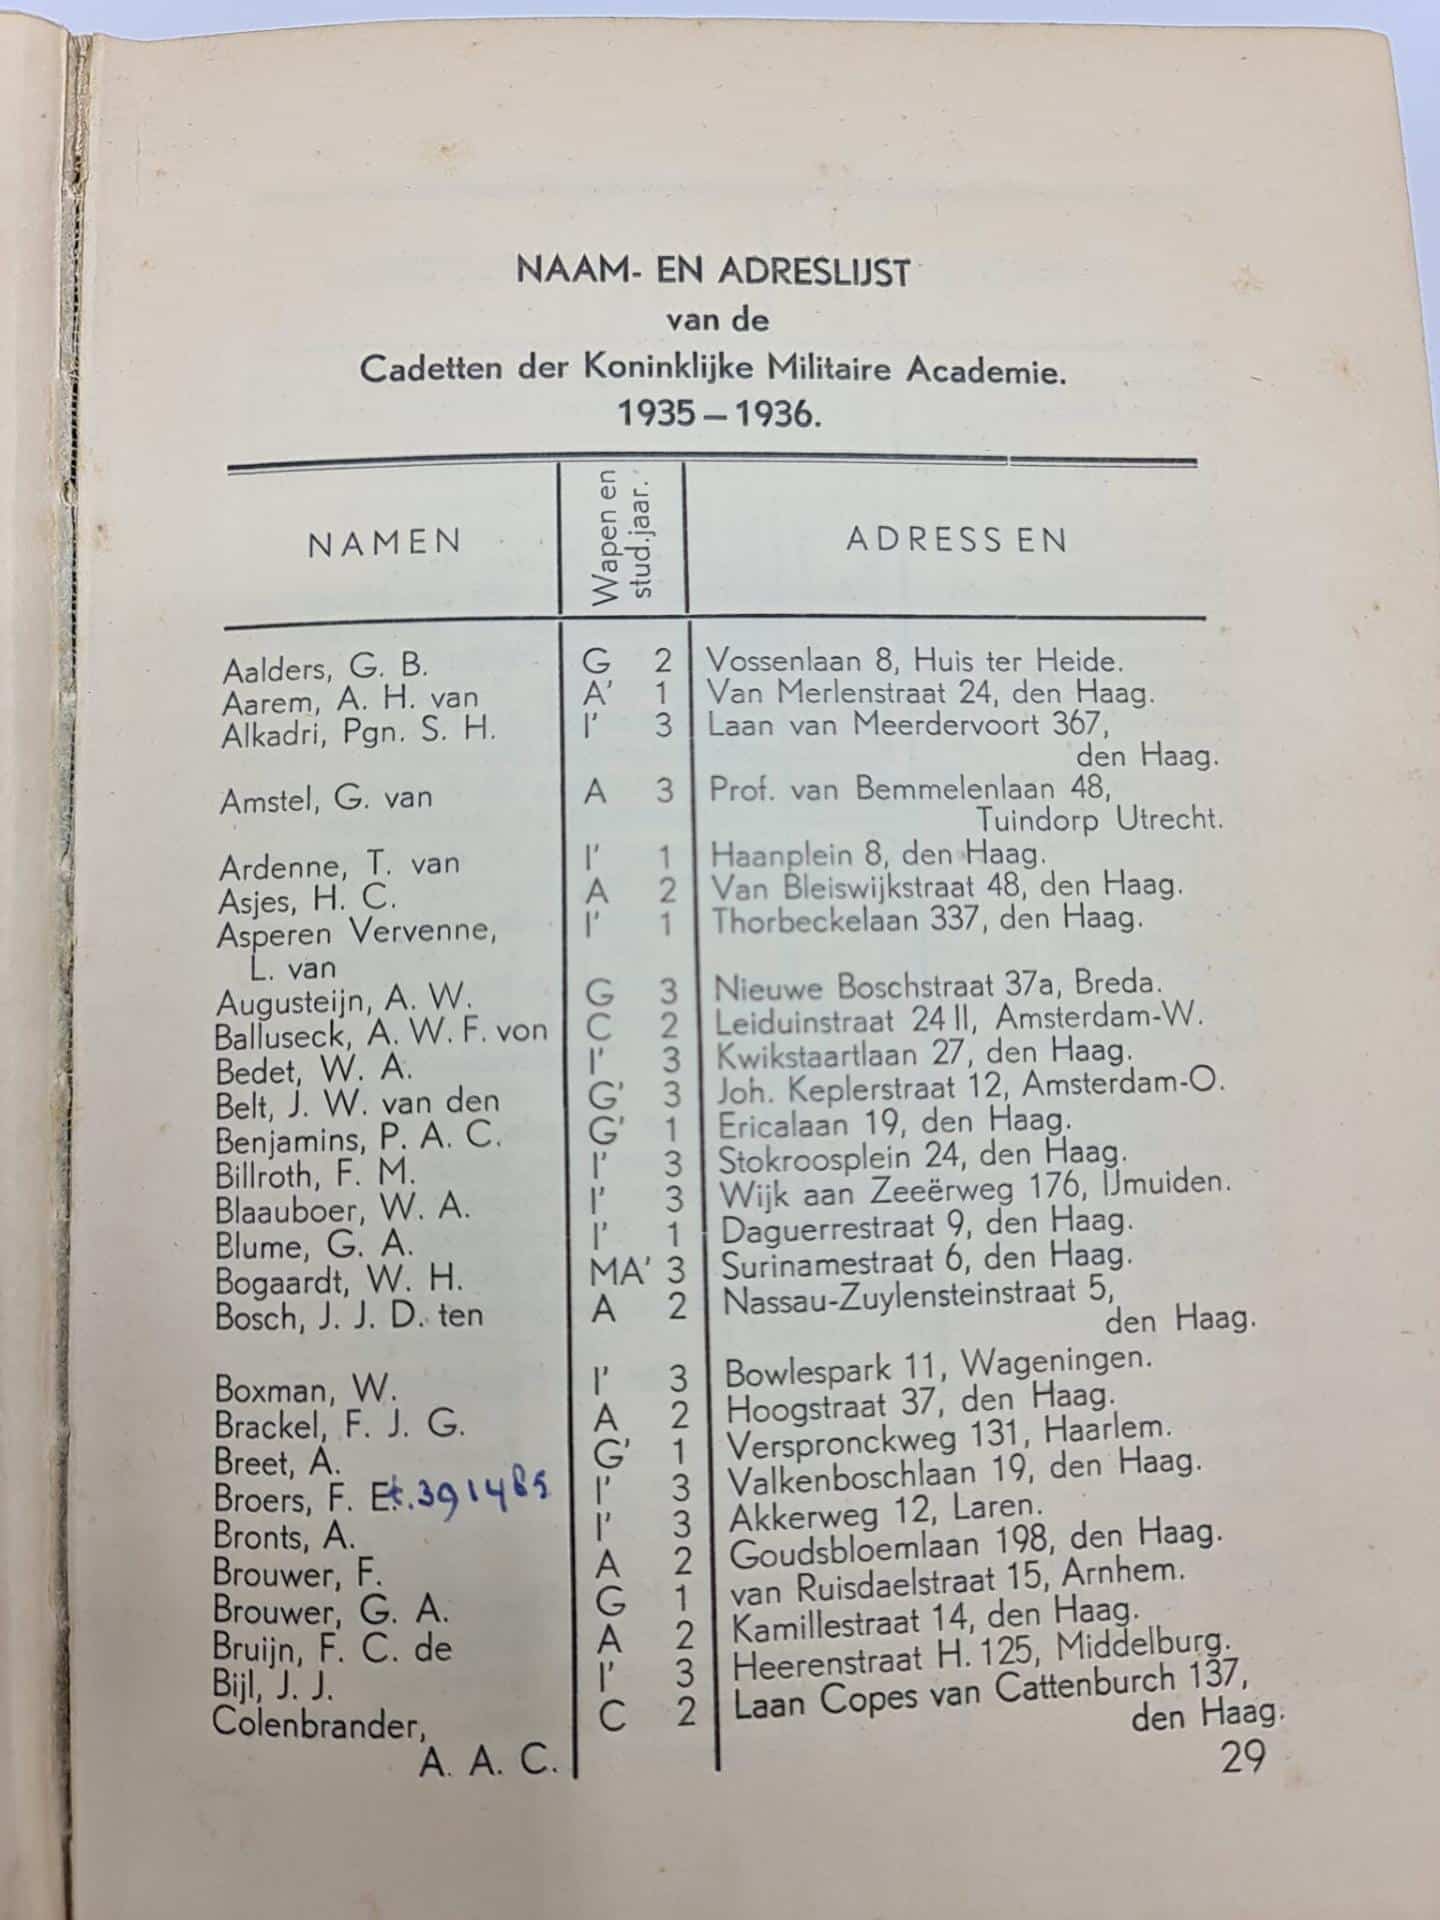 NAAM- EN ADRESLIJST
van de
Cadetten der Koninklijke Militaire Academie.
1935 – 1936.
NAMEN Wapen en stud.jaar. ADRESSEN
Aalders, G. B. G 2 Vossenlaan 8, Huis ter Heide.
Aarem, A. H. van A' 1 Van Merlenstraat 24, den Haag.
Alkadri, Pgn. S. H. I' 3 Laan van Meerdervoort 367,
den Haag.
Amstel, G. van A 3 Prof. van Bemmelenlaan 48,
Tuindorp Utrecht.
Ardenne, T. van I' 1 Haanplein 8, den Haag.
Asjes, H. C. A 2 Van Bleiswijkstraat 48, den Haag.
Asperen Vervenne, I' 1 Thorbeckelaan 337, den Haag.
L. van
Augusteijn, A. W. G 3 Nieuwe Boschstraat 37a, Breda.
Balluseck, A. W. F. von C 2 Leiduinstraat 24 II, Amsterdam-W.
Bedet, W. A. I' 3 Kwikstaartlaan 27, den Haag.
Belt, J. W. van den G' 3 Joh. Keplerstraat 12, Amsterdam-O.
Benjamins, P. A. C. G' 1 Ericalaan 19, den Haag.
Billroth, F. M. I' 3 Stokroosplein 24, den Haag.
Blaauboer, W. A. I' 3 Wijk aan Zeeërweg 176, IJmuiden.
Blume, G. A. I' 1 Daguerrestraat 9, den Haag.
Bogaardt, W. H. MA' 3 Surinamestraat 6, den Haag.
Bosch, J. J. D. ten A 2 Nassau-Zuylensteinstraat 5,
den Haag.
Boxman, W. I' 3 Bowlespark 11, Wageningen.
Brackel, F. J. G. A 2 Hoogstraat 37, den Haag.
Breet, A. G' 1 Verspronckweg 131, Haarlem.
Broers, F. E. t.391485 I' 3 Valkenboschlaan 19, den Haag.
Bronts, A. I' 3 Akkerweg 12, Laren.
Brouwer, F. A 2 Goudsbloemlaan 198, den Haag.
Brouwer, G. A. G 1 van Ruisdaelstraat 15, Arnhem.
Bruijn, F. C. de A 2 Kamillestraat 14, den Haag.
Bijl, J. J. I' 3 Heerenstraat H. 125, Middelburg.
Colenbrander, C 2 Laan Copes van Cattenburch 137,
A. A. C. den Haag.
29